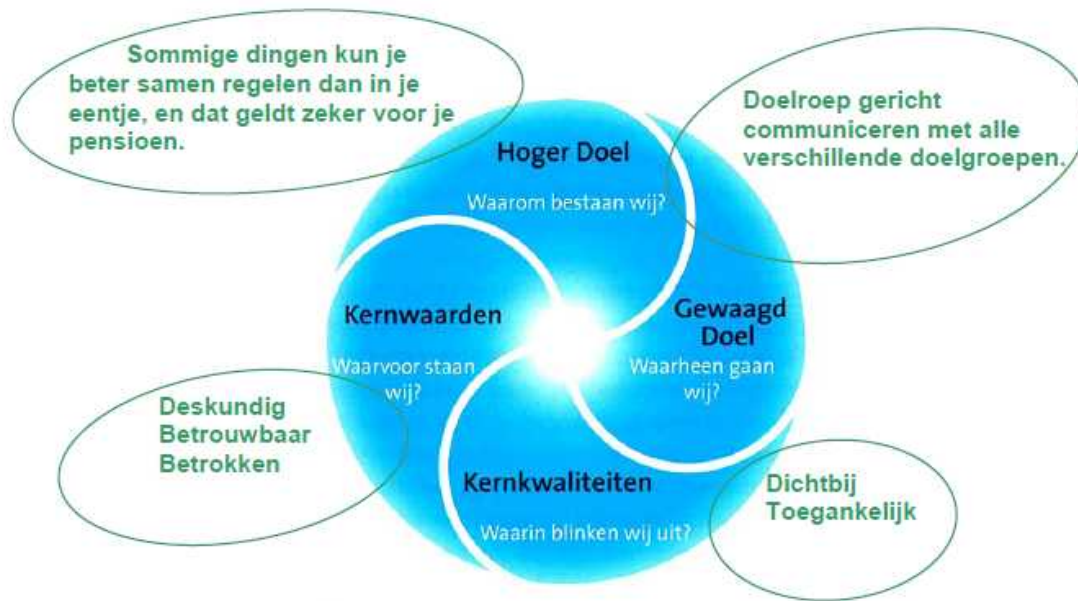 Sommige dingen kun je
beter samen regelen dan in je
eentje, en dat geldt zeker voor je
pensioen.
Doelroep gericht
communiceren met alle
verschillende doelgroepen.
Hoger Doel
Waarom bestaan wij?
Kernwaarden
Waarvoor staan
wij?
Gewaagd
Doel
Waarheen gaan
wij?
Deskundig
Betrouwbaar
Betrokken
Kernkwaliteiten
Waarin blinken wij uit?
Dichtbij
Toegankelijk